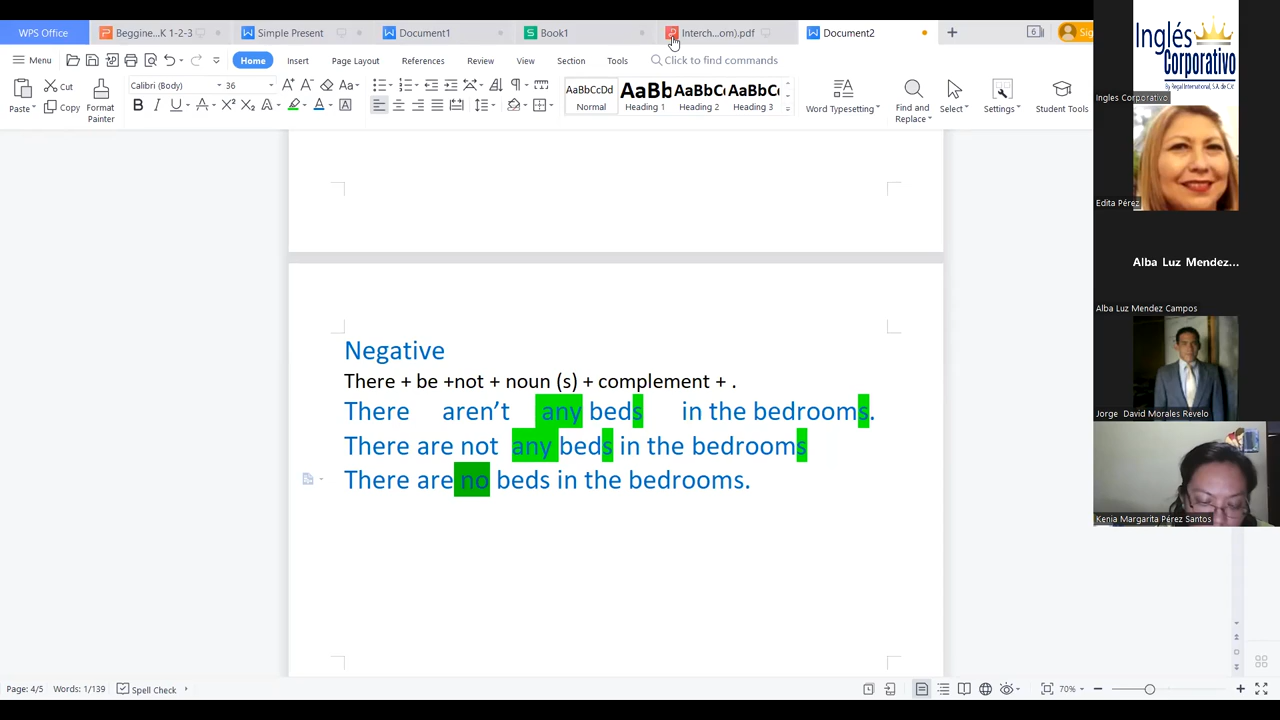 WPS Office
Beggine...K 1-2-3
Simple Present
Document1
Book1
Interch...om).pdf
Document2
Menu
Home
Insert
Page Layout
References
Review
View
Section
Tools
Click to find commands
Paste
Cut
Copy
Format
Painter
Calibri (Body)
36
AaBbCcDd
Normal
AaBb
Heading 1
AaBbC
Heading 2
AaBbC
Heading 3
Word Typesetting
Find and
Replace
Select
Settings
Student Tools
Negative
There + be +not + noun (s) + complement + .
There aren't any beds in the bedrooms.
There are not any beds in the bedrooms
There are no beds in the bedrooms.
Page: 4/5
Words: 1/139
Spell Check
70%
Inglés
Corporativo
By Regal International, S.A. de C.V.
Ingles Corporativo
Edita Pérez
Alba Luz Mendez...
Alba Luz Mendez Campos
Jorge David Morales Revelo
Kenia Margarita Pérez Santos